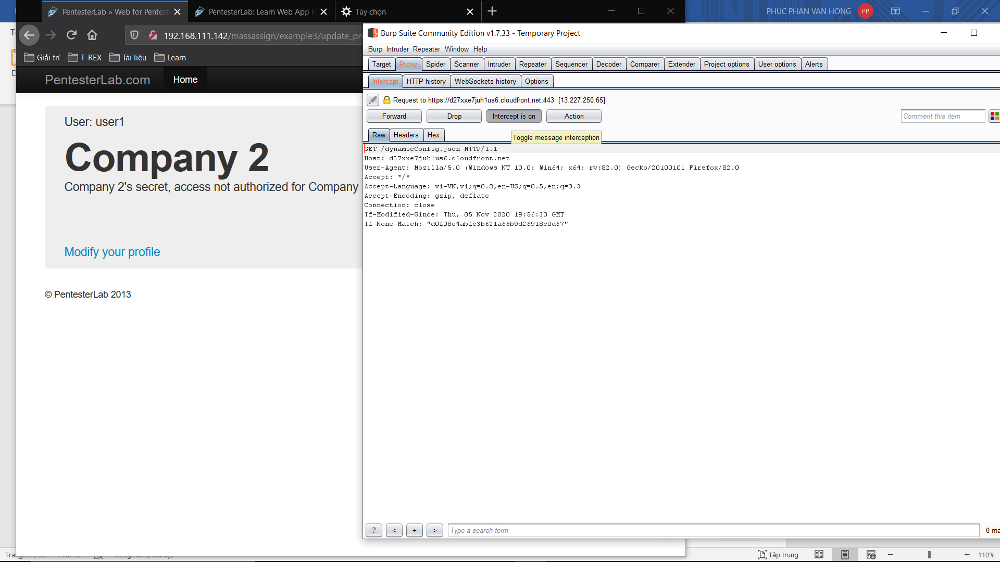 PentesterLab » Web for Pentest
PentesterLab: Learn Web App P
Tùy chọn
PHUC PHAN VAN HONG
PP
192.168.111.142/massassign/example3/update_pro
Giải trí
T-REX
Tài liệu
Learn
PentesterLab.com
Home
User: user1
Company 2
Company 2's secret, access not authorized for Company
Modify your profile
© PentesterLab 2013
Burp Suite Community Edition v1.7.33 - Temporary Project
Burp Intruder Repeater Window Help
Target Proxy Spider Scanner Intruder Repeater Sequencer Decoder Comparer Extender Project options User options Alerts
Intercept HTTP history WebSockets history Options
Request to https://d27xxe7juh1us6.cloudfront.net:443 [13.227.250.65]
Forward Drop Intercept is on Action
Comment this item
Raw Headers Hex
Toggle message interception
GET /dynamicConfig.json HTTP/1.1
Host: d27xxe7juh1us6.cloudfront.net
User-Agent: Mozilla/5.0 (Windows NT 10.0; Win64; x64; rv:82.0) Gecko/20100101 Firefox/82.0
Accept: */*
Accept-Language: vi-VN,vi;q=0.8,en-US;q=0.5,en;q=0.3
Accept-Encoding: gzip, deflate
Connection: close
If-Modified-Since: Thu, 05 Nov 2020 19:56:30 GMT
If-None-Match: "d0f08e4abfc3b621a66b9d26918c0d67"
? < + >
Type a search term
0 ma
Tập trung
110%